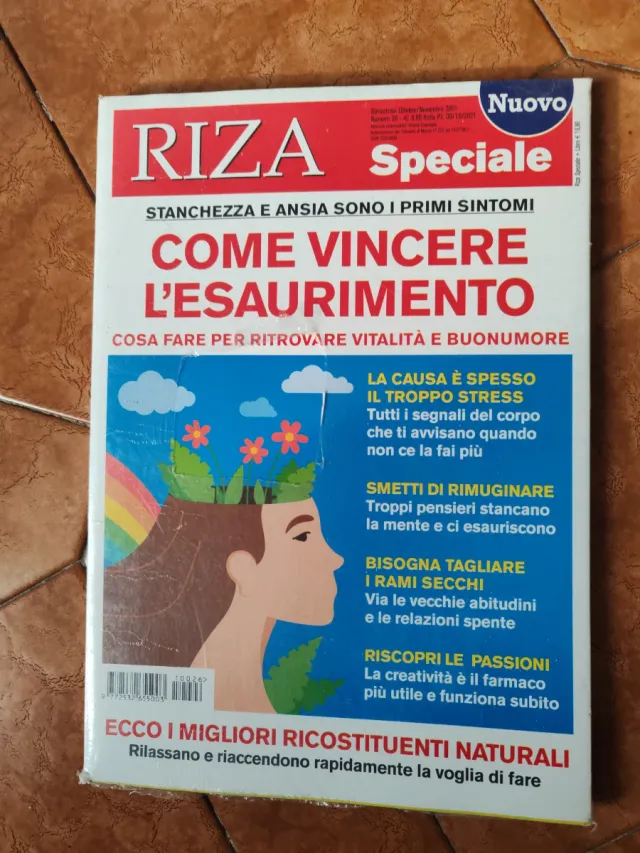 RIZA
Nuovo
Speciale
STANCHEZZA E ANSIA SONO I PRIMI SINTOMI
COME VINCERE
L'ESAURIMENTO
COSA FARE PER RITROVARE VITALITÀ E BUONUMORE
LA CAUSA È SPESSO
IL TROPPO STRESS
Tutti i segnali del corpo
che ti avvisano quando
non ce la fai più
SMETTI DI RIMUGINARE
Troppi pensieri stancano
la mente e ci esauriscono
BISOGNA TAGLIARE
I RAMI SECCHI
Via le vecchie abitudini
e le relazioni spente
RISCOPRI LE PASSIONI
La creatività è il farmaco
più utile e funziona subito
10026>
9 772532 655003
ECCO I MIGLIORI RICOSTITUENTI NATURALI
Rilassano e riaccendono rapidamente la voglia di fare